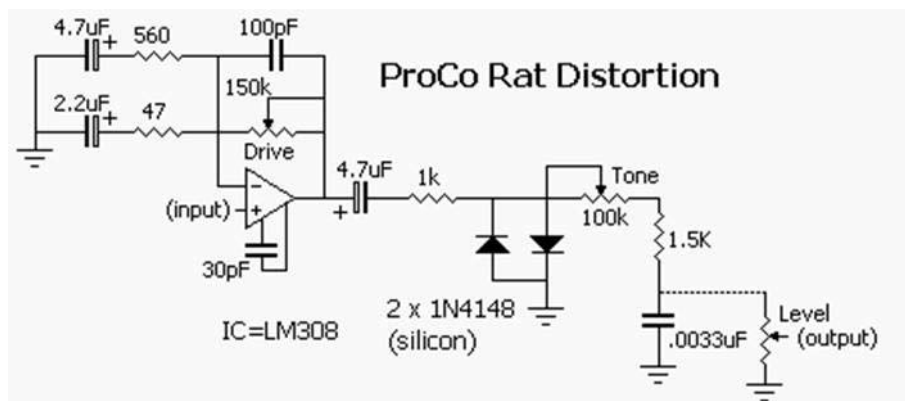 4.7uF
+
560
100pF
ProCo Rat Distortion
150k
2.2uF
+
47
Drive
4.7uF
+
1k
Tone
100k
(input)
−
+
1.5K
30pF
2 x 1N4148
(silicon)
IC=LM308
.0033uF
Level
(output)